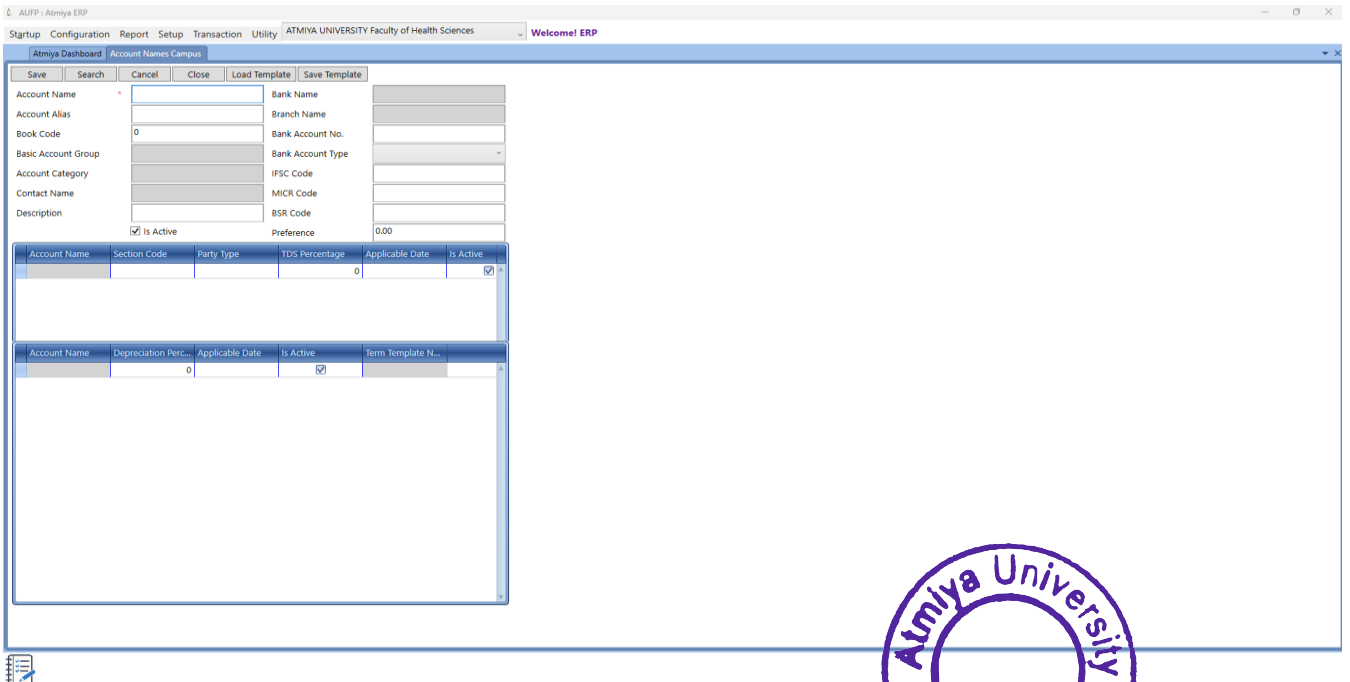 AUFP : Atmiya ERP
Startup Configuration Report Setup Transaction Utility ATMIYA UNIVERSITY Faculty of Health Sciences Welcome! ERP
Atmiya Dashboard Account Names Campus
Save Search Cancel Close Load Template Save Template
Account Name * Bank Name
Account Alias Branch Name
Book Code 0 Bank Account No.
Basic Account Group Bank Account Type
Account Category IFSC Code
Contact Name MICR Code
Description BSR Code
Is Active Preference 0.00
Account Name Section Code Party Type TDS Percentage Applicable Date Is Active
0
Account Name Depreciation Perc... Applicable Date Is Active Term Template N...
0
Atmiya University